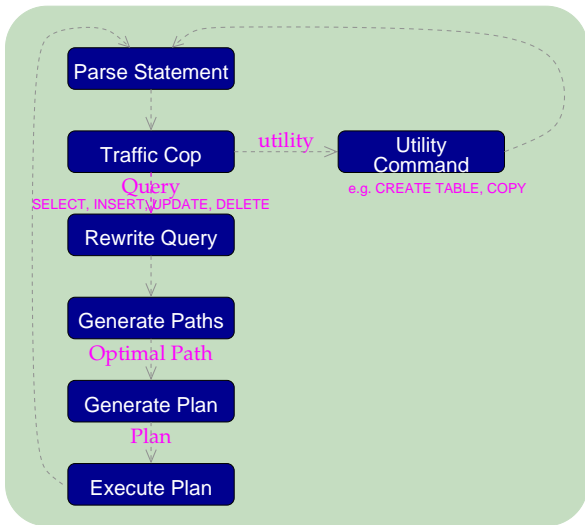 Parse Statement
Traffic Cop
utility
Utility
Command
Query
e.g. CREATE TABLE, COPY
SELECT, INSERT, UPDATE, DELETE
Rewrite Query
Generate Paths
Optimal Path
Generate Plan
Plan
Execute Plan